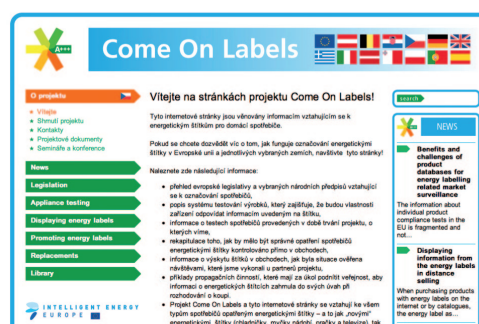 A+++
Come On Labels
O projektu
Vítejte
Shrnutí projektu
Kontakty
Projektové dokumenty
Semináře a konference
News
Legislation
Appliance testing
Displaying energy labels
Promoting energy labels
Replacements
Library
INTELLIGENT ENERGY
EUROPE
Vítejte na stránkách projektu Come On Labels!
Tyto internetové stránky jsou věnovány informacím vztahujícím se k
energetickým štítkům pro domácí spotřebiče.
Pokud se chcete dozvědět víc o tom, jak funguje označování energetickými
štítky v Evropské unii a jednotlivých vybraných zemích, navštivte tyto stránky!
Naleznete zde následující informace:
přehled evropské legislativy a vybraných národních předpisů vztahující
se k označování spotřebičů,
popis systému testování výrobků, který zajišťuje, že budou vlastnosti
zařízení odpovídat informacím uvedeným na štítku,
informace o testech spotřebičů provedených v době trvání projektu, o
kterých víme,
rekapitulace toho, jak by mělo být správné opatření spotřebičů
energetickými štítky kontrolováno přímo v obchodech,
informace o výskytu štítků v obchodech, jak byla situace ověřena
návštěvami, které jsme vykonali u partnerů projektu,
příklady propagačních činností, které mají za úkol podnítit veřejnost, aby
informaci o energetických štítcích zahrnula do svých úvah při
rozhodování o koupi.
Projekt Come On Labels a tyto internetové stránky se vztahují ke všem
typům spotřebičů opatřeným energetickými štítky – a to jak „novými"
energetickými štítky (chladničky, myčky nádobí, pračky a televize), tak
search
NEWS
Benefits and
challenges of
product
databases for
energy labelling
related market
surveillance
The information about
individual product
compliance tests in the
EU is fragmented and
not...
Displaying
information from
the energy labels
in distance
selling
When purchasing products
with energy labels on the
internet or by catalogues,
the energy label as...